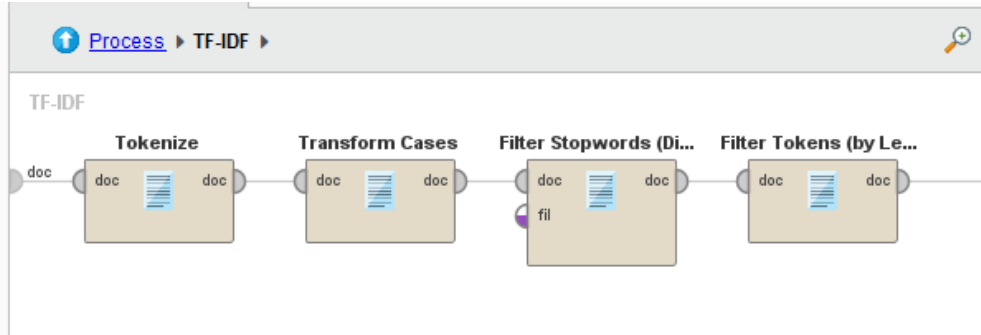 Process TF-IDF
TF-IDF
Tokenize Transform Cases Filter Stopwords (Di... Filter Tokens (by Le...
doc doc doc doc doc doc doc doc doc
fil